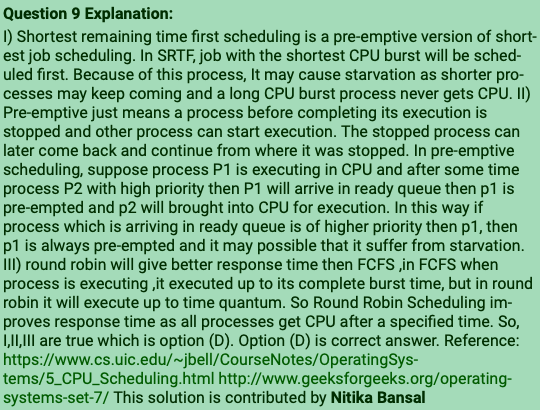 Question 9 Explanation:
I) Shortest remaining time first scheduling is a pre-emptive version of short-
est job scheduling. In SRTF, job with the shortest CPU burst will be sched-
uled first. Because of this process, It may cause starvation as shorter pro-
cesses may keep coming and a long CPU burst process never gets CPU. II)
Pre-emptive just means a process before completing its execution is
stopped and other process can start execution. The stopped process can
later come back and continue from where it was stopped. In pre-emptive
scheduling, suppose process P1 is executing in CPU and after some time
process P2 with high priority then P1 will arrive in ready queue then p1 is
pre-empted and p2 will brought into CPU for execution. In this way if
process which is arriving in ready queue is of higher priority then p1, then
p1 is always pre-empted and it may possible that it suffer from starvation.
III) round robin will give better response time then FCFS ,in FCFS when
process is executing ,it executed up to its complete burst time, but in round
robin it will execute up to time quantum. So Round Robin Scheduling im-
proves response time as all processes get CPU after a specified time. So,
I,II,III are true which is option (D). Option (D) is correct answer. Reference:
https://www.cs.uic.edu/~jbell/CourseNotes/OperatingSys-
tems/5_CPU_Scheduling.html http://www.geeksforgeeks.org/operating-
systems-set-7/ This solution is contributed by Nitika Bansal